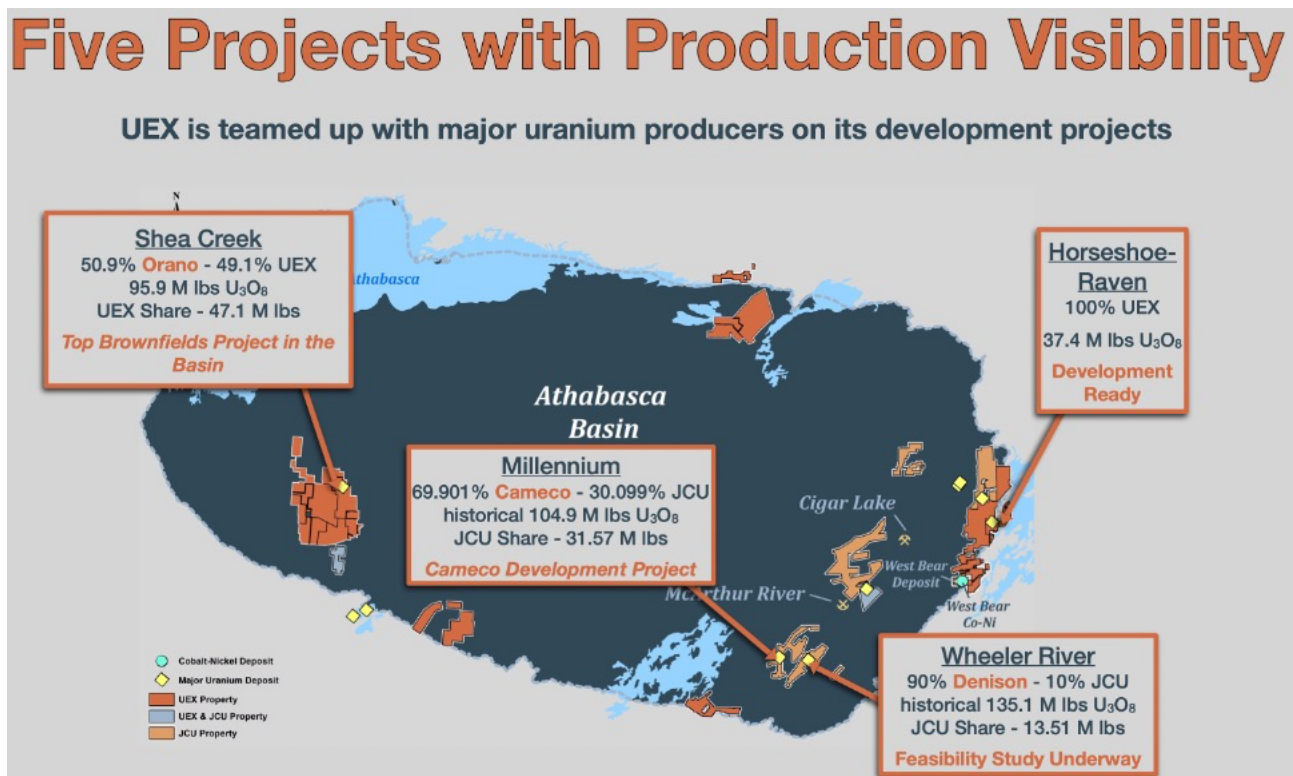 Five Projects with Production Visibility
UEX is teamed up with major uranium producers on its development projects
N
Shea Creek
50.9% Orano - 49.1% UEX
95.9 M lbs U₃O₈
UEX Share - 47.1 M lbs
Top Brownfields Project in the
Basin
Athabasca
Horseshoe-
Raven
100% UEX
37.4 M lbs U₃O₈
Development
Ready
Athabasca
Basin
Millennium
69.901% Cameco - 30.099% JCU
historical 104.9 M lbs U₃O₈
JCU Share - 31.57 M lbs
Cameco Development Project
Cigar Lake
West Bear
Deposit
McArthur River
West Bear
Co-Ni
Wheeler River
90% Denison - 10% JCU
historical 135.1 M lbs U₃O₈
JCU Share - 13.51 M lbs
Feasibility Study Underway
Cobalt-Nickel Deposit
Major Uranium Deposit
UEX Property
UEX & JCU Property
JCU Property